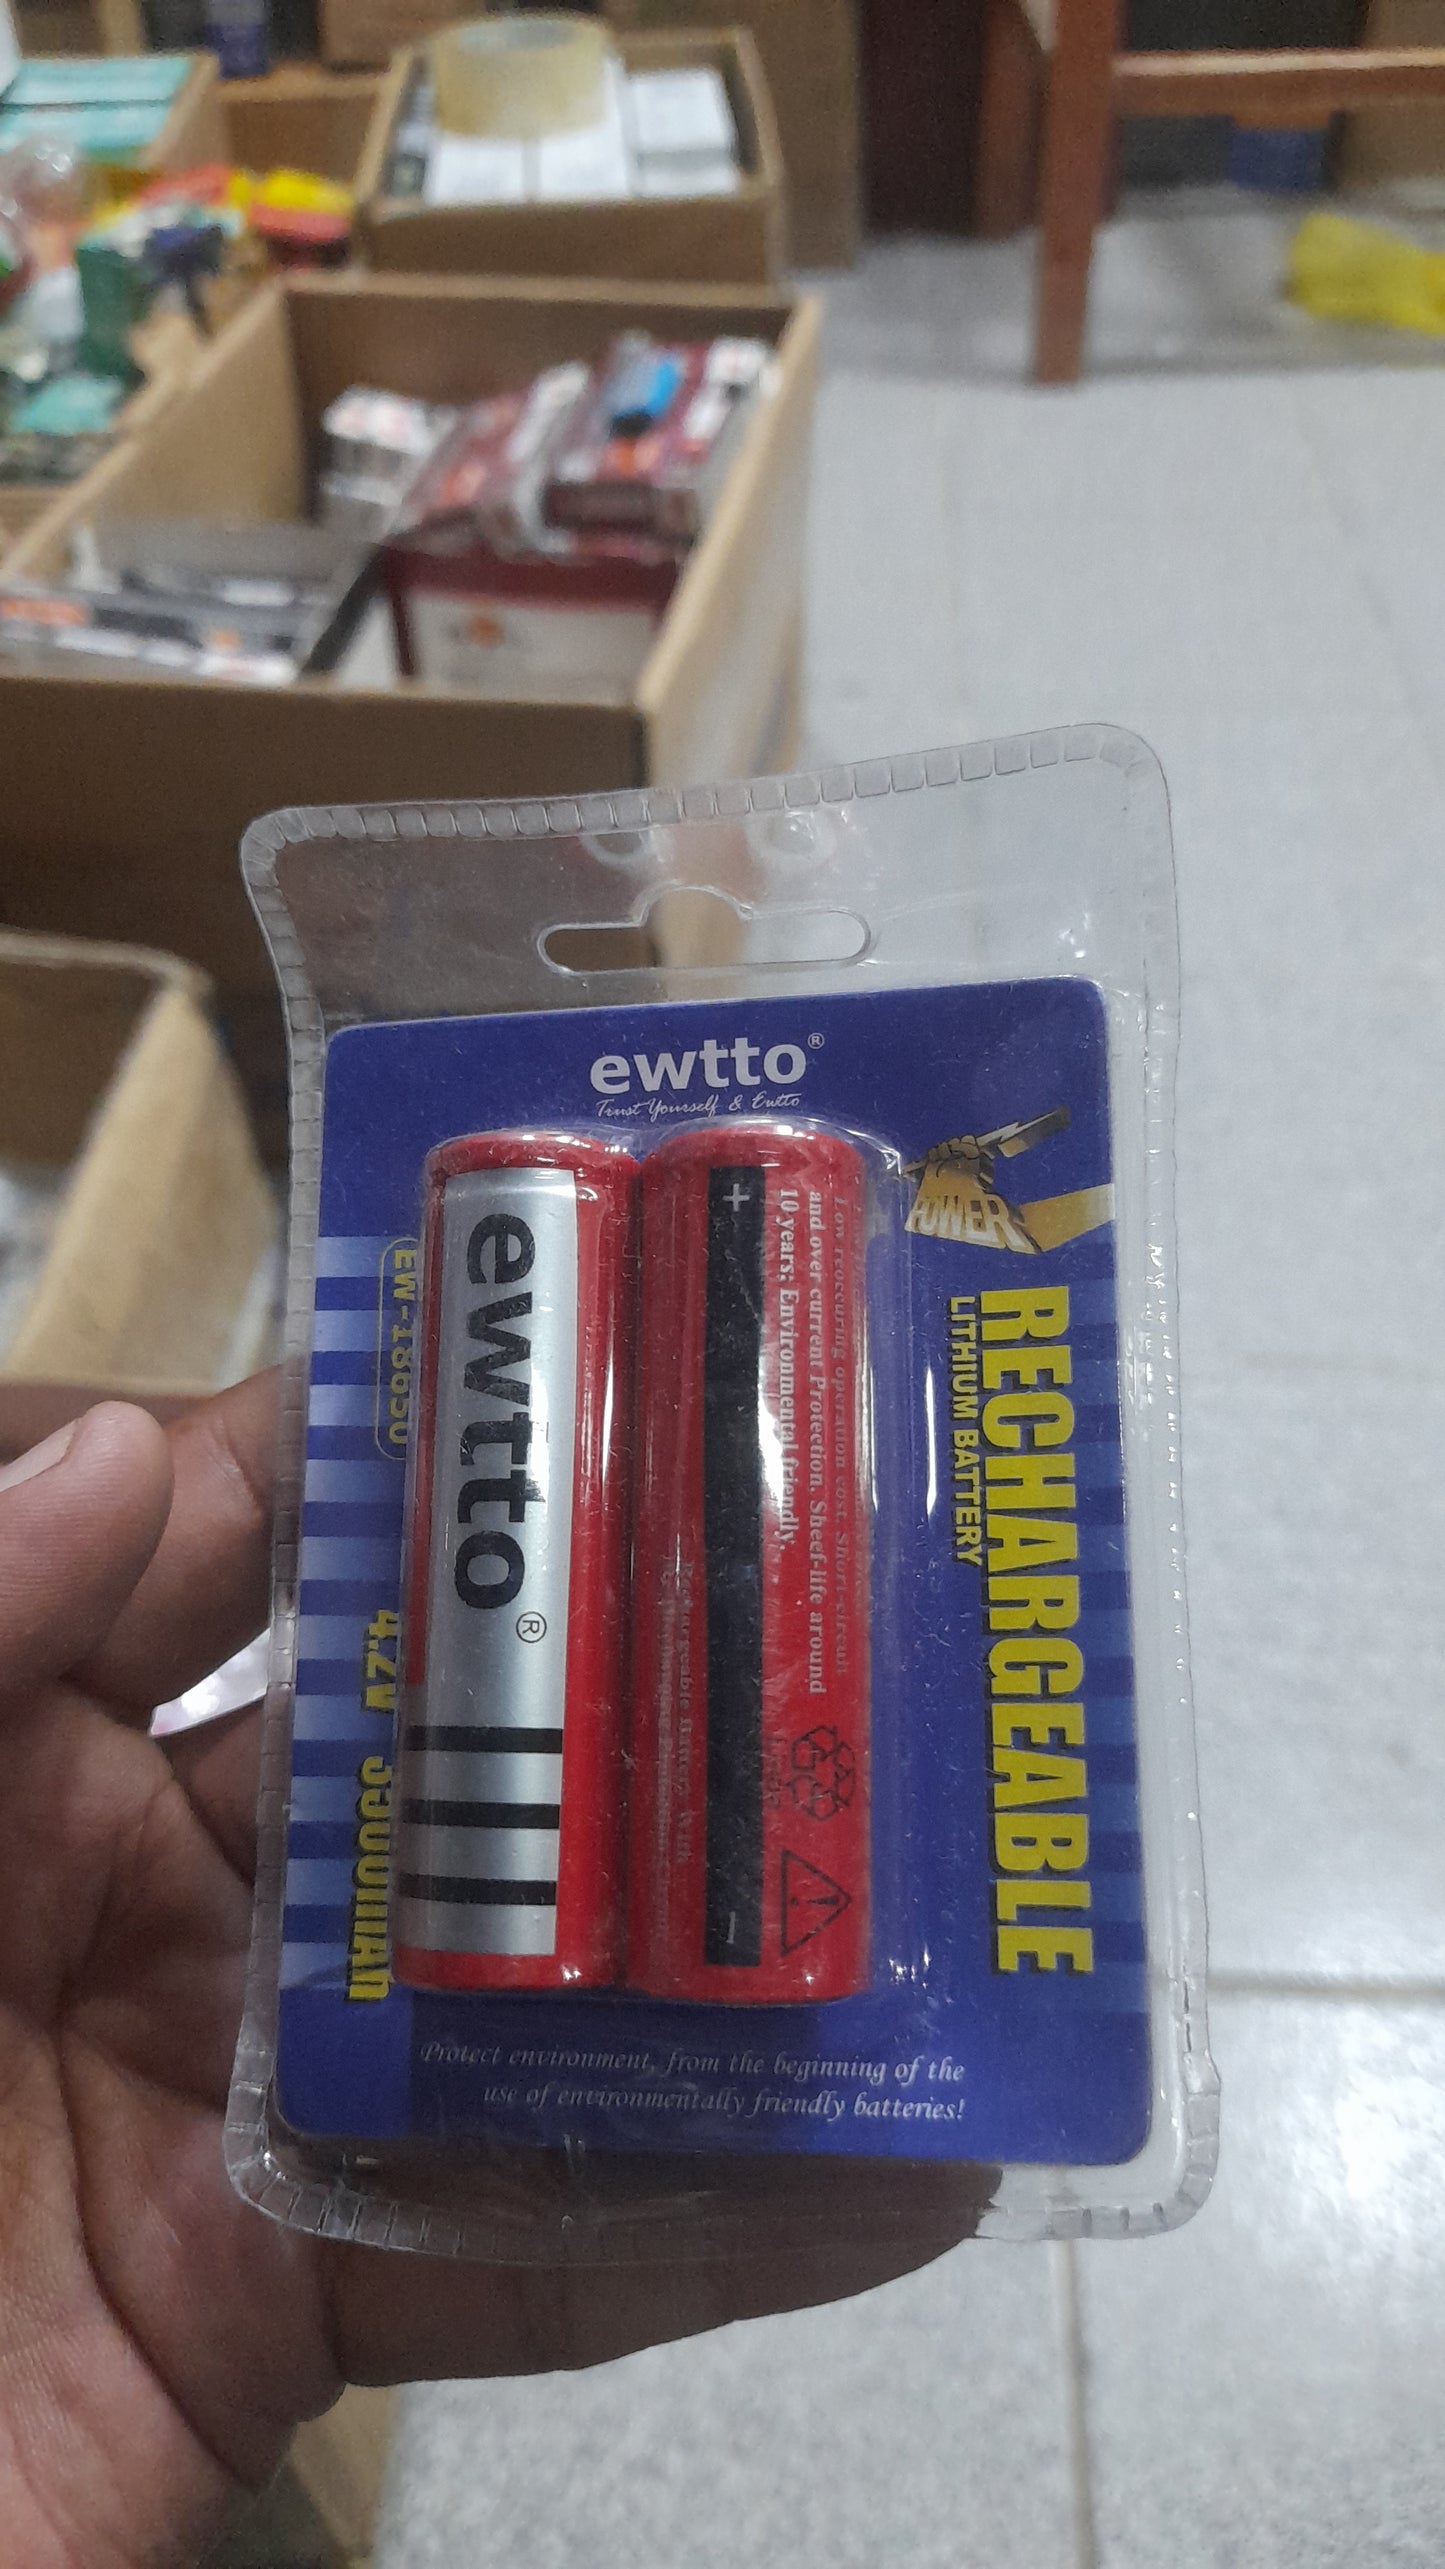 ewtto®
Trust Yourself & Ewtto
POWER
RECHARGEABLE
LITHIUM BATTERY
EW-18650
4.2V
ewtto®
+
Low reoccuring operation cost. Short-circuit
and over current Protection. Sheef-life around
10 years; Environmental friendly.
-
Protect environment, from the beginning of the
use of environmentally friendly batteries!